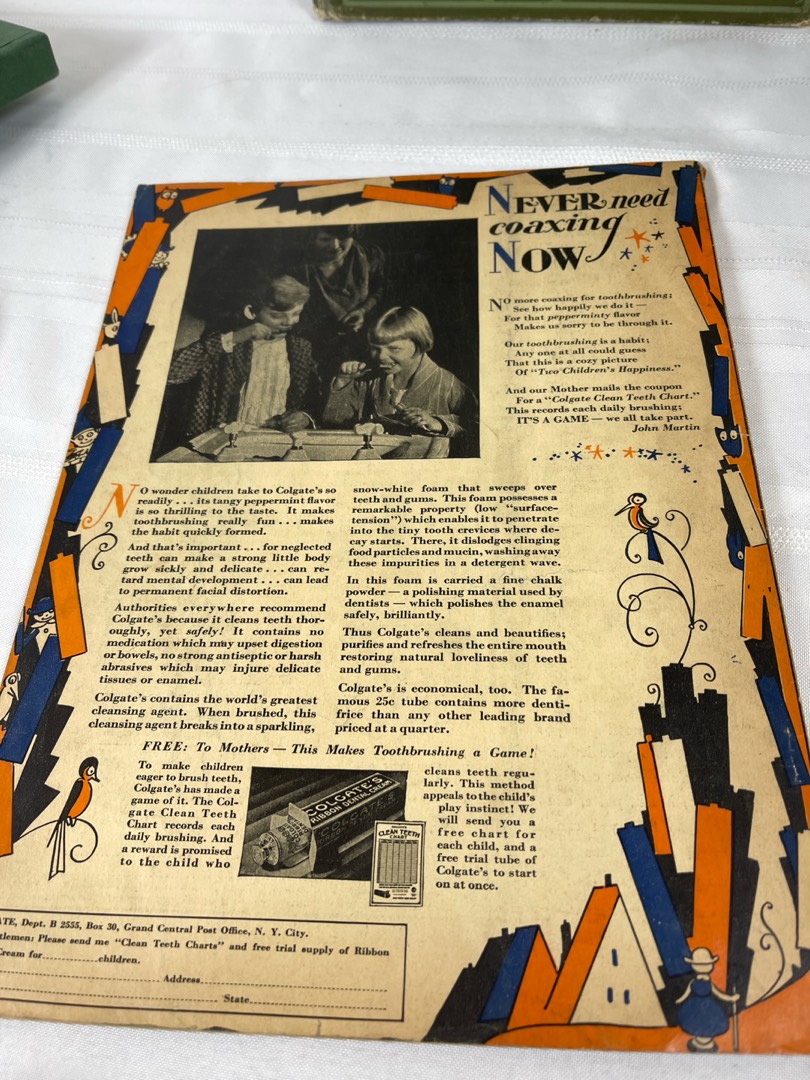 NEVER need
coaxing
NOW
NO more coaxing for toothbrushing;
See how happily we do it—
For that pepperminty flavor
Makes us sorry to be through it.
Our toothbrushing is a habit;
Any one at all could guess
That this is a cozy picture
Of "Two Children's Happiness."
And our Mother mails the coupon
For a "Colgate Clean Teeth Chart."
This records each daily brushing;
IT'S A GAME — we all take part.
John Martin
NO wonder children take to Colgate's so
readily . . . its tangy peppermint flavor
is so thrilling to the taste. It makes
toothbrushing really fun . . . makes
the habit quickly formed.
And that's important . . . for neglected
teeth can make a strong little body
grow sickly and delicate . . . can re-
tard mental development . . . can lead
to permanent facial distortion.
Authorities everywhere recommend
Colgate's because it cleans teeth thor-
oughly, yet safely! It contains no
medication which may upset digestion
or bowels, no strong antiseptic or harsh
abrasives which may injure delicate
tissues or enamel.
Colgate's contains the world's greatest
cleansing agent. When brushed, this
cleansing agent breaks into a sparkling,
snow-white foam that sweeps over
teeth and gums. This foam possesses a
remarkable property (low "surface-
tension") which enables it to penetrate
into the tiny tooth crevices where de-
cay starts. There, it dislodges clinging
food particles and mucin, washing away
these impurities in a detergent wave.
In this foam is carried a fine chalk
powder — a polishing material used by
dentists — which polishes the enamel
safely, brilliantly.
Thus Colgate's cleans and beautifies;
purifies and refreshes the entire mouth
restoring natural loveliness of teeth
and gums.
Colgate's is economical, too. The fa-
mous 25c tube contains more denti-
frice than any other leading brand
priced at a quarter.
FREE: To Mothers — This Makes Toothbrushing a Game!
To make children
eager to brush teeth,
Colgate's has made a
game of it. The Col-
gate Clean Teeth
Chart records each
daily brushing. And
a reward is promised
to the child who
COLGATE'S
RIBBON DENTAL CREAM
COLGATE'S
CLEAN TEETH
CHART
cleans teeth regu-
larly. This method
appeals to the child's
play instinct! We
will send you a
free chart for
each child, and a
free trial tube of
Colgate's to start
on at once.
ATE, Dept. B 2555, Box 30, Grand Central Post Office, N. Y. City.
tlemen: Please send me "Clean Teeth Charts" and free trial supply of Ribbon
Cream for..............children.
Address
State